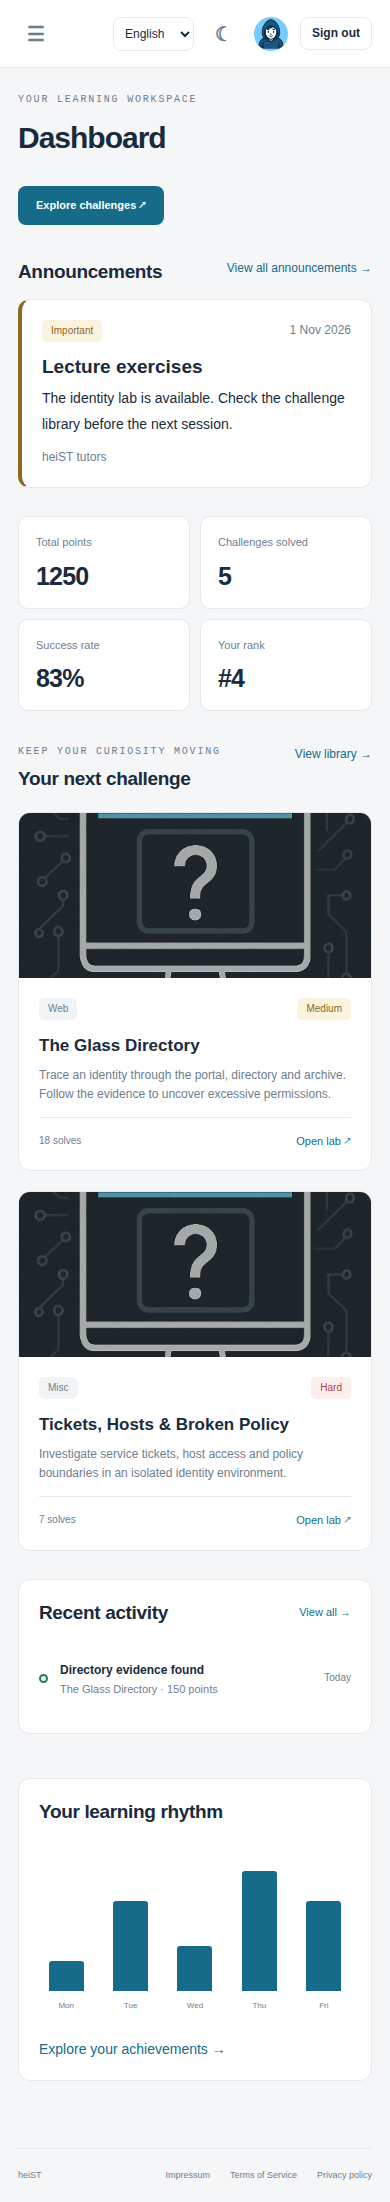 ☰ English ☾ Sign out
YOUR LEARNING WORKSPACE
Dashboard
Explore challenges ↗
Announcements View all announcements →
Important 1 Nov 2026
Lecture exercises
The identity lab is available. Check the challenge
library before the next session.
heiST tutors
Total points Challenges solved
1250 5
Success rate Your rank
83% #4
KEEP YOUR CURIOSITY MOVING View library →
Your next challenge
?
Web Medium
The Glass Directory
Trace an identity through the portal, directory and archive.
Follow the evidence to uncover excessive permissions.
18 solves Open lab ↗
?
Misc Hard
Tickets, Hosts & Broken Policy
Investigate service tickets, host access and policy
boundaries in an isolated identity environment.
7 solves Open lab ↗
Recent activity View all →
Directory evidence found Today
The Glass Directory · 150 points
Your learning rhythm
Mon Tue Wed Thu Fri
Explore your achievements →
heiST Impressum Terms of Service Privacy policy